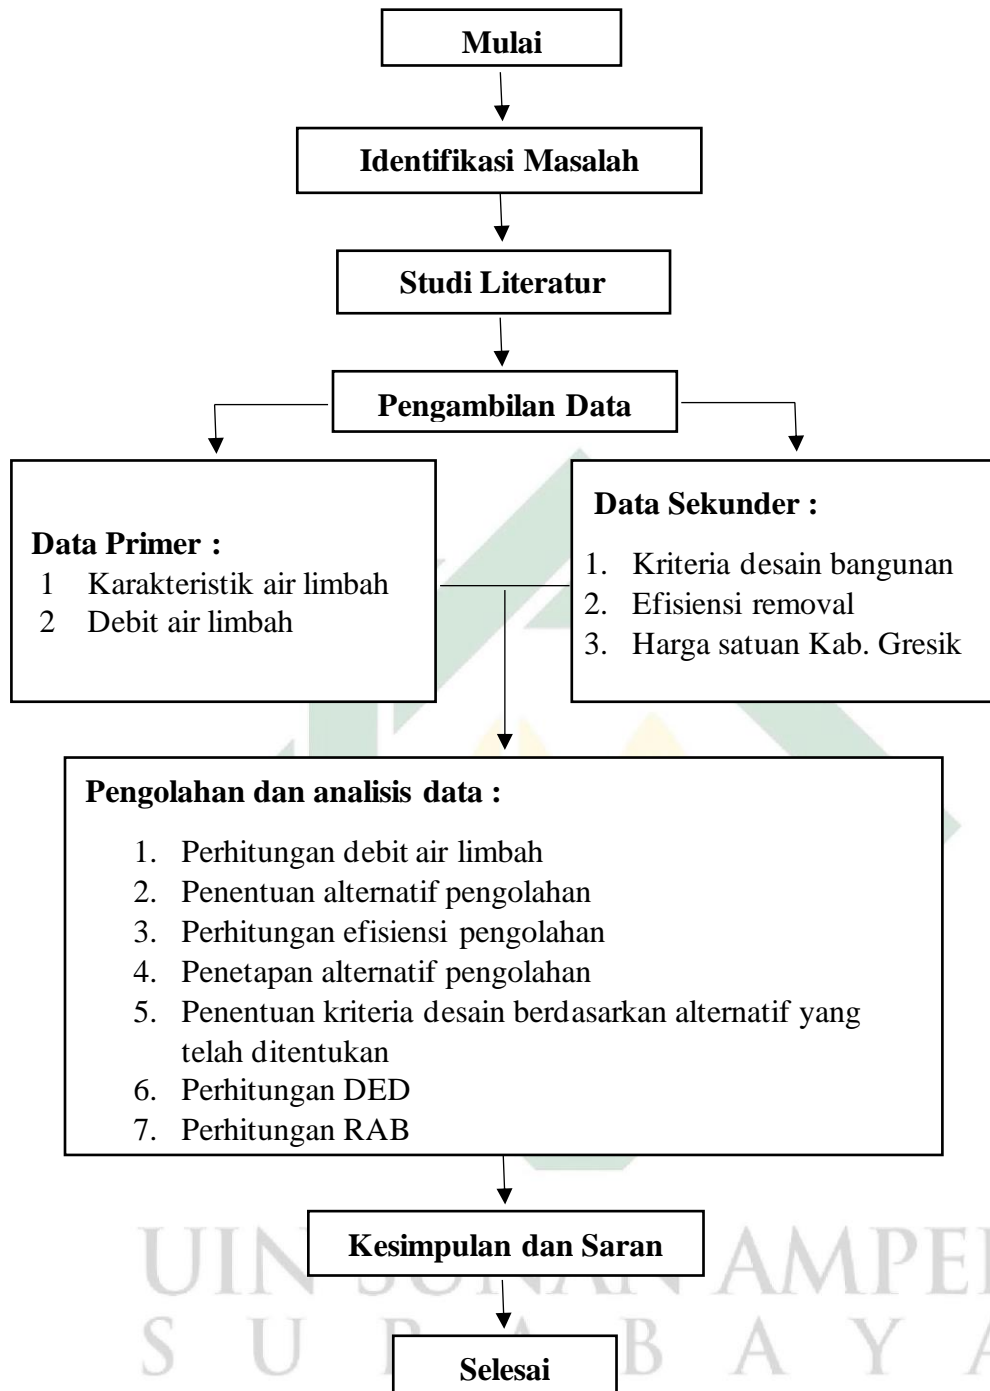 Mulai
Identifikasi Masalah
Studi Literatur
Pengambilan Data
Data Primer :
1 Karakteristik air limbah
2 Debit air limbah
Data Sekunder :
1. Kriteria desain bangunan
2. Efisiensi removal
3. Harga satuan Kab. Gresik
Pengolahan dan analisis data :
1. Perhitungan debit air limbah
2. Penentuan alternatif pengolahan
3. Perhitungan efisiensi pengolahan
4. Penetapan alternatif pengolahan
5. Penentuan kriteria desain berdasarkan alternatif yang
telah ditentukan
6. Perhitungan DED
7. Perhitungan RAB
Kesimpulan dan Saran
UIN SUNAN AMPE
S U R A B A Y A
Selesai